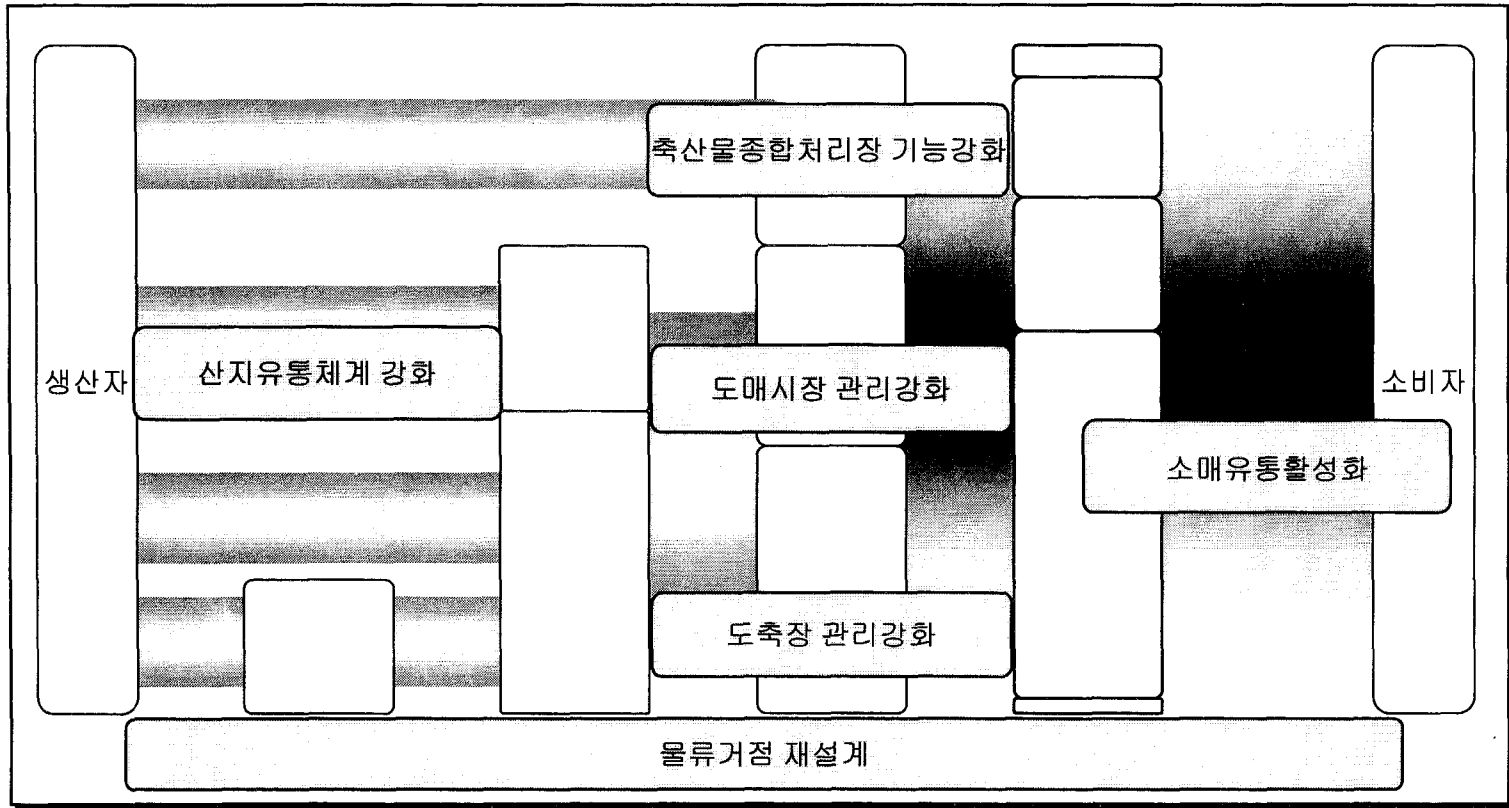 축산물종합처리장 기능강화
생산자
산지유통체계 강화
도매시장 관리강화
소비자
소매유통활성화
도축장 관리강화
물류거점 재설계